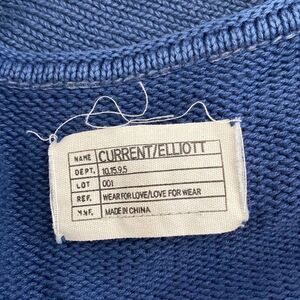 NAME CURRENT/ELLIOTT
DEPT. 10.15.9.5
LOT 001
REF. WEAR FOR LOVE/LOVE FOR WEAR
MNF. MADE IN CHINA